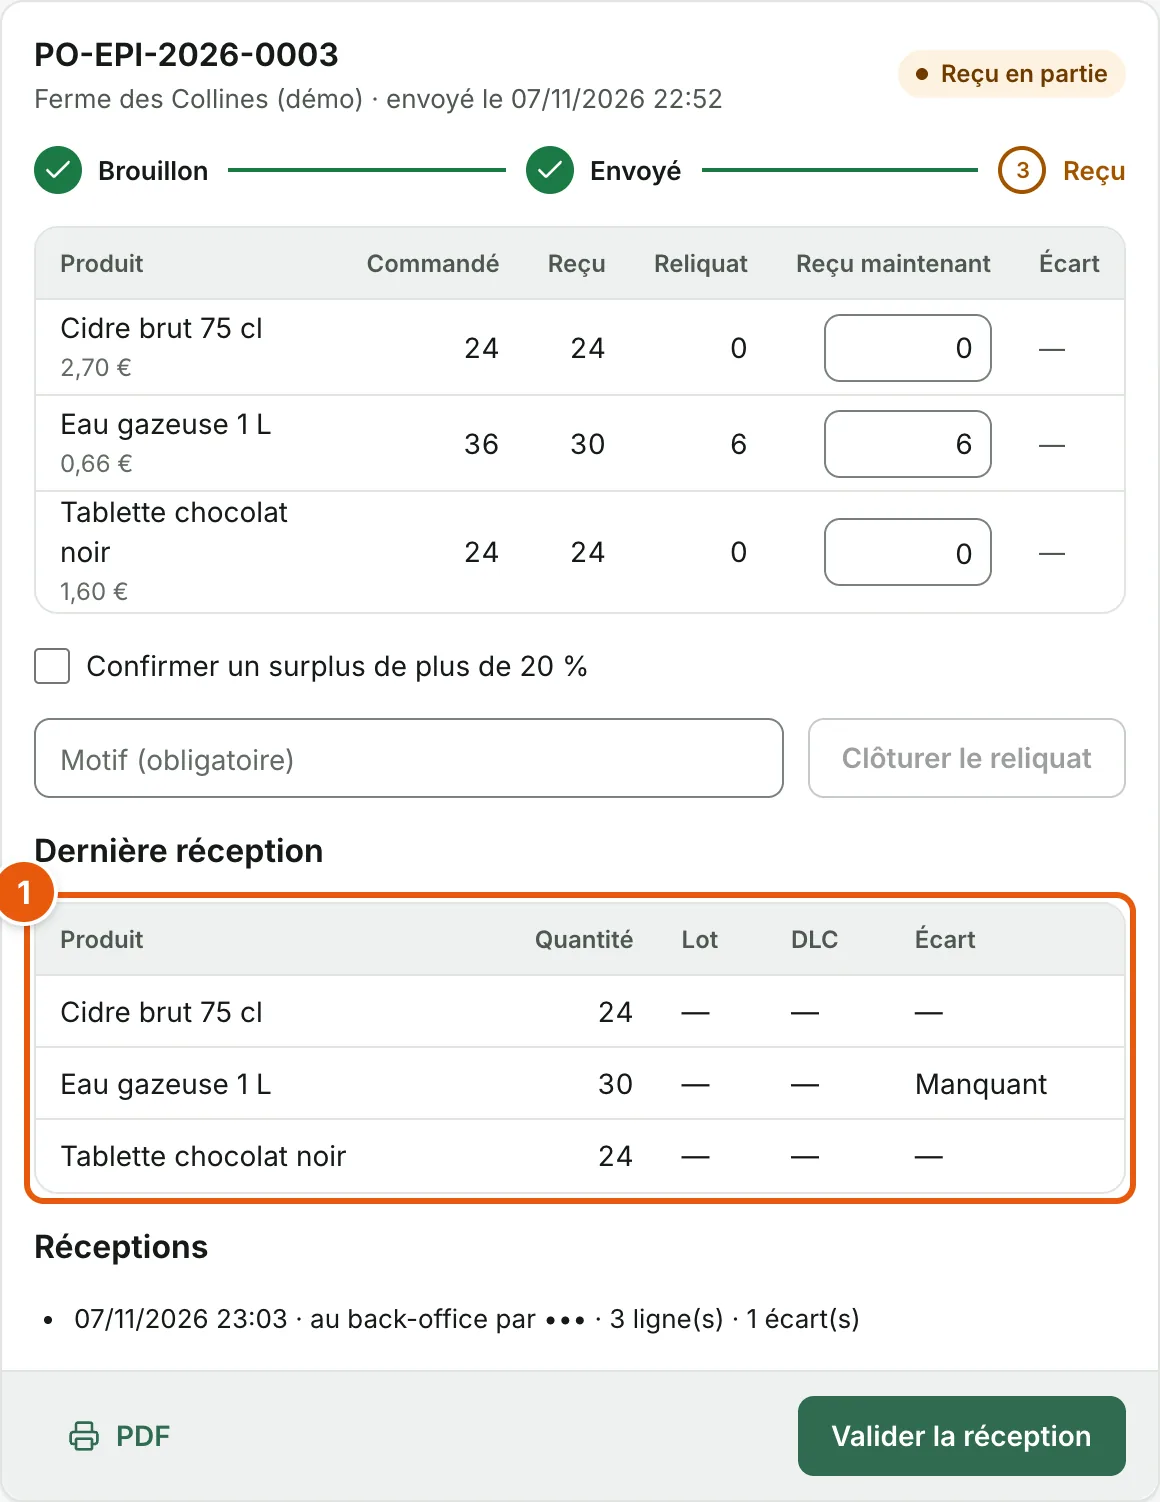 PO-EPI-2026-0003
Ferme des Collines (démo) · envoyé le 07/11/2026 22:52
Reçu en partie
Brouillon
Envoyé
3 Reçu
Produit Commandé Reçu Reliquat Reçu maintenant Écart
Cidre brut 75 cl
2,70 €
24 24 0 0 —
Eau gazeuse 1 L
0,66 €
36 30 6 6 —
Tablette chocolat
noir
1,60 €
24 24 0 0 —
Confirmer un surplus de plus de 20 %
Motif (obligatoire)
Clôturer le reliquat
Dernière réception
1
Produit Quantité Lot DLC Écart
Cidre brut 75 cl 24 — — —
Eau gazeuse 1 L 30 — — Manquant
Tablette chocolat noir 24 — — —
Réceptions
• 07/11/2026 23:03 · au back-office par ••• · 3 ligne(s) · 1 écart(s)
PDF
Valider la réception